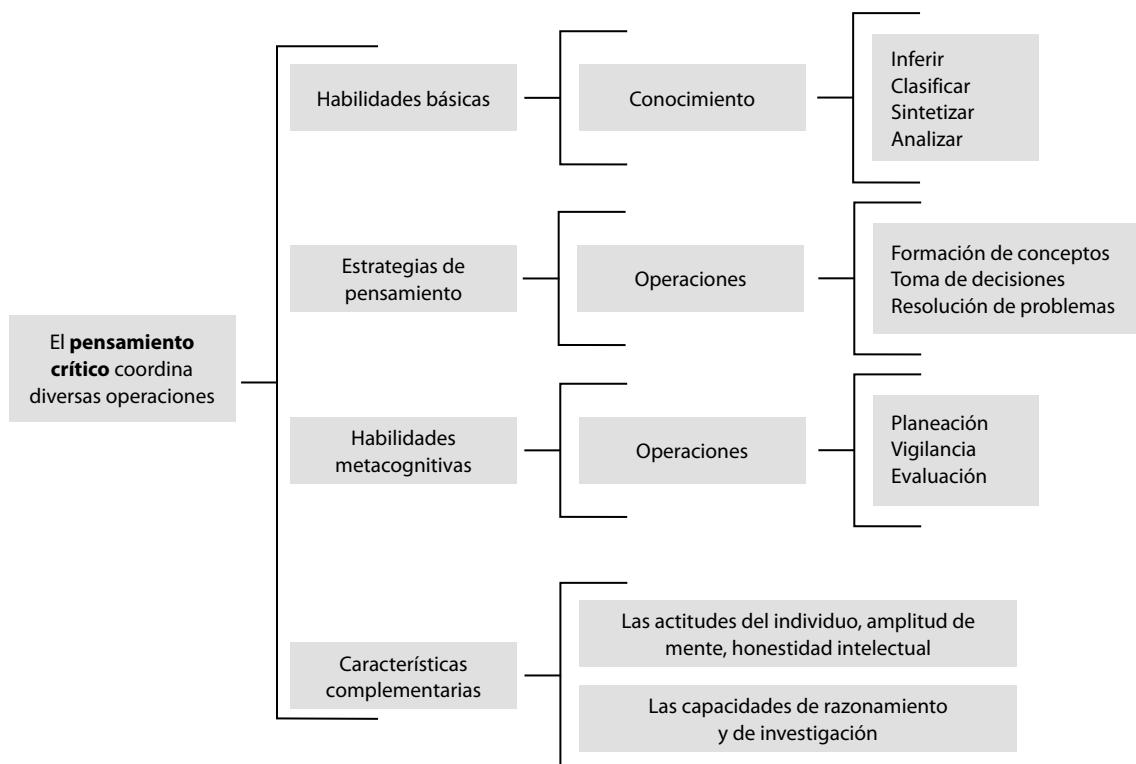 El pensamiento
crítico coordina
diversas operaciones
Habilidades básicas
Conocimiento
Inferir
Clasificar
Sintetizar
Analizar
Estrategias de
pensamiento
Operaciones
Formación de conceptos
Toma de decisiones
Resolución de problemas
Habilidades
metacognitivas
Operaciones
Planeación
Vigilancia
Evaluación
Características
complementarias
Las actitudes del individuo, amplitud de
mente, honestidad intelectual
Las capacidades de razonamiento
y de investigación